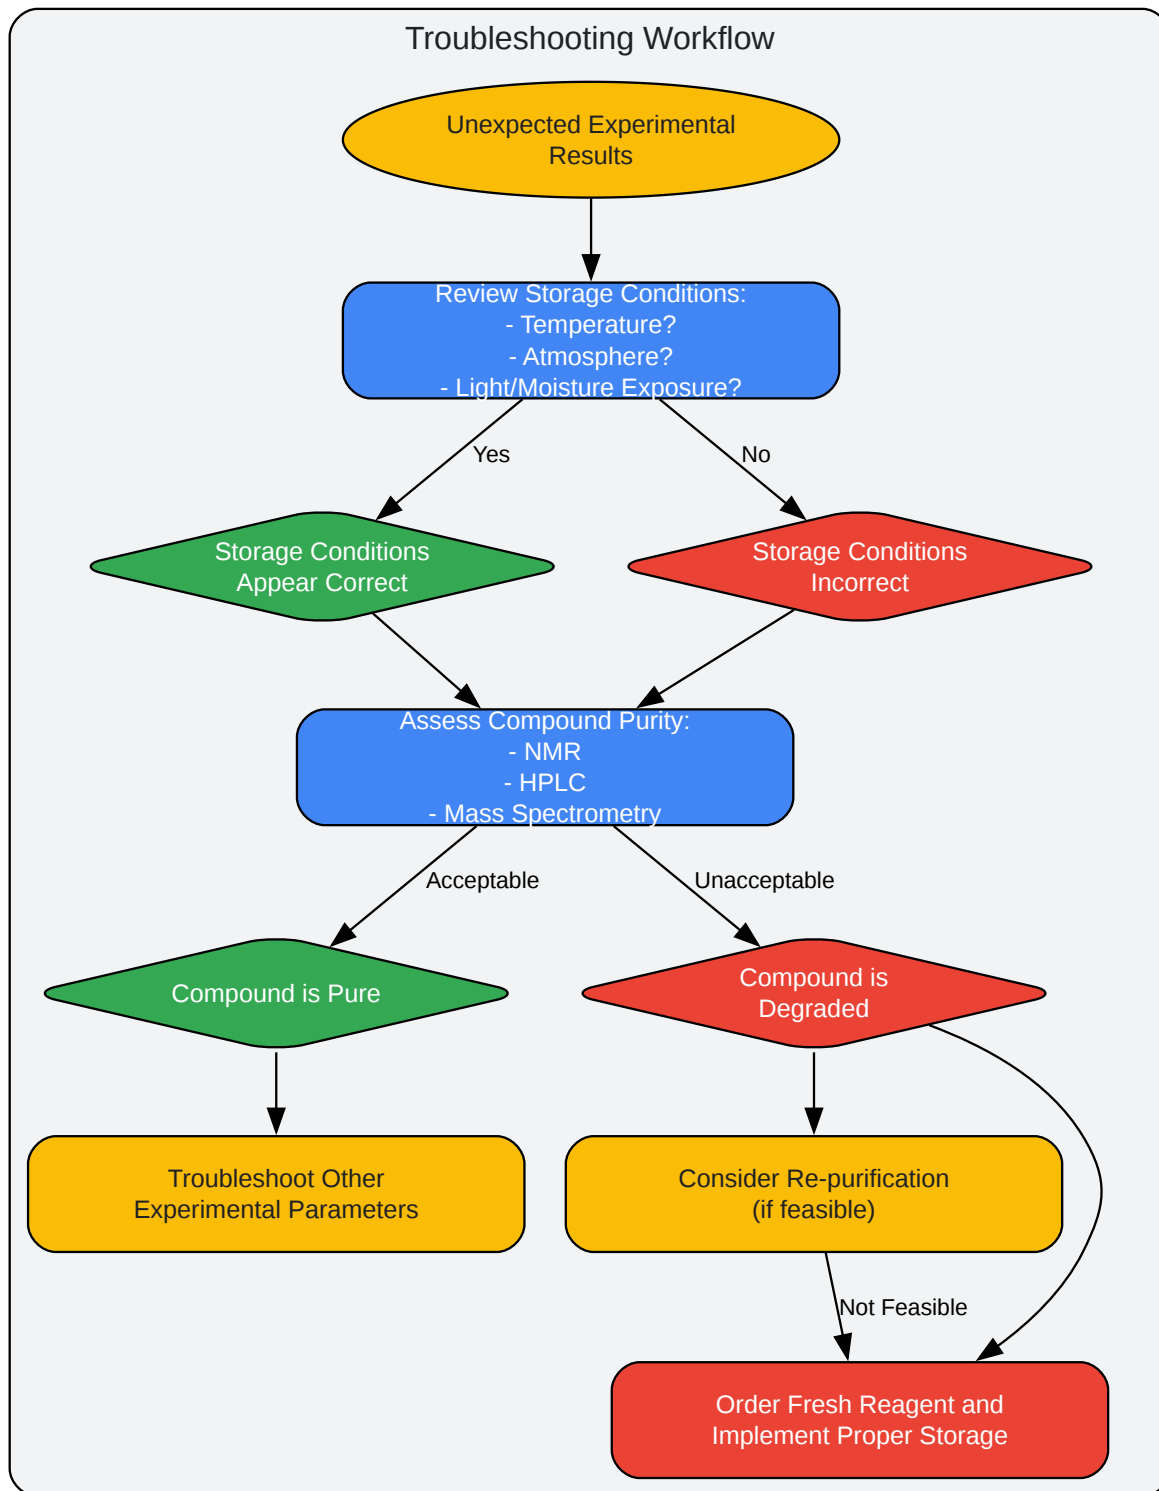 Troubleshooting Workflow
Unexpected Experimental
Results
Review Storage Conditions:
- Temperature?
- Atmosphere?
- Light/Moisture Exposure?
Yes
No
Storage Conditions
Appear Correct
Storage Conditions
Incorrect
Assess Compound Purity:
- NMR
- HPLC
- Mass Spectrometry
Acceptable
Unacceptable
Compound is Pure
Compound is
Degraded
Troubleshoot Other
Experimental Parameters
Consider Re-purification
(if feasible)
Not Feasible
Order Fresh Reagent and
Implement Proper Storage